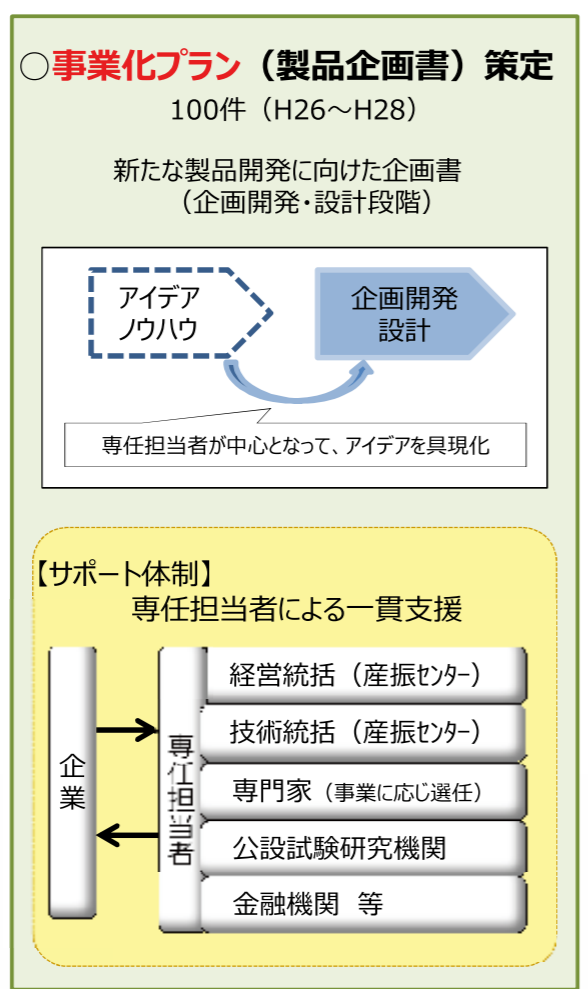 ○事業化プラン（製品企画書）策定
100件（H26～H28）
新たな製品開発に向けた企画書
（企画開発・設計段階）
アイデア
ノウハウ
企画開発
設計
専任担当者が中心となって、アイデアを具現化
【サポート体制】
専任担当者による一貫支援
企業
専任担当者
経営統括（産振ｾﾝﾀｰ）
技術統括（産振ｾﾝﾀｰ）
専門家（事業に応じ選任）
公設試験研究機関
金融機関 等